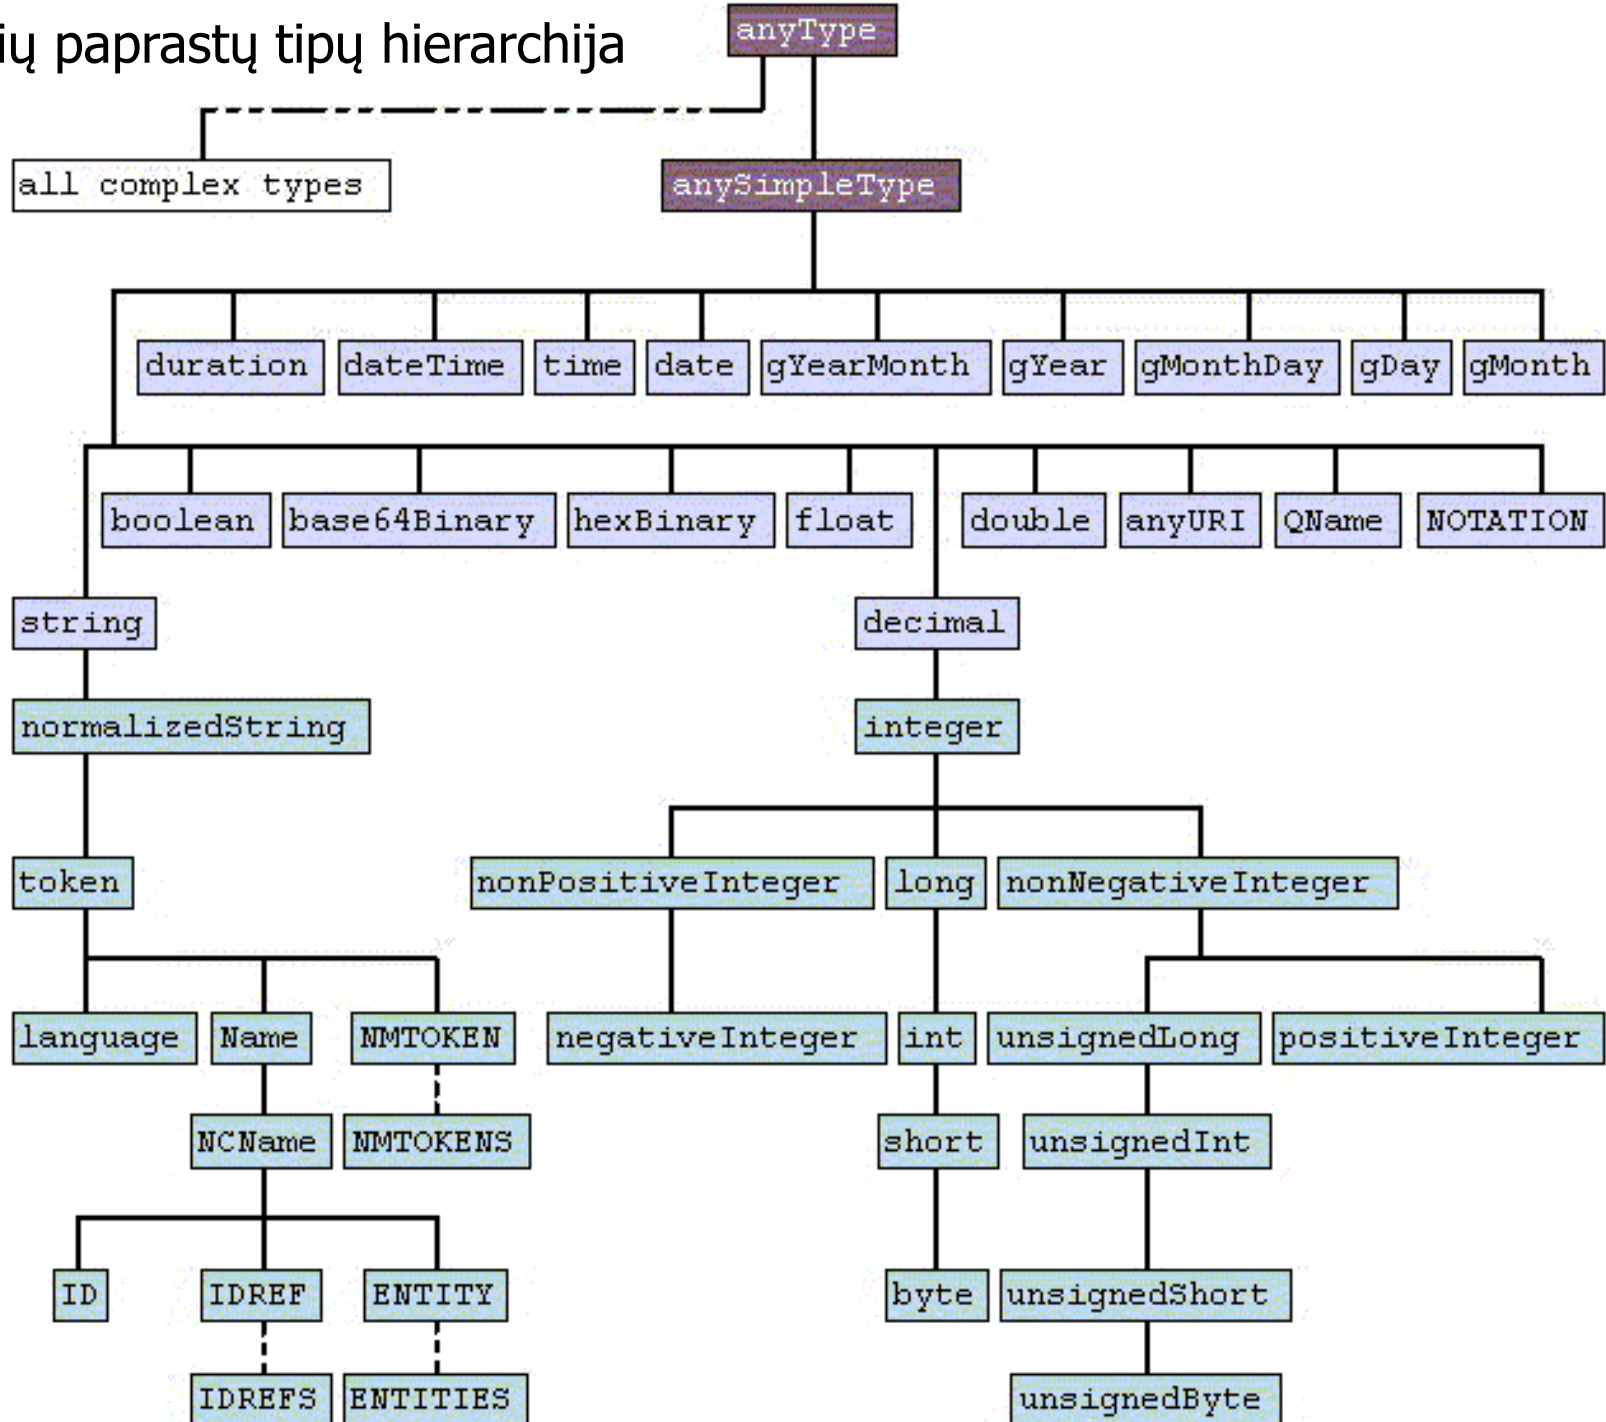 ių paprastų tipų hierarchija
anyType
all complex types
anySimpleType
duration dateTime time date gYearMonth gYear gMonthDay gDay gMonth
boolean base64Binary hexBinary float double anyURI QName NOTATION
string decimal
normalizedString integer
token nonPositiveInteger long nonNegativeInteger
language Name NMTOKEN negativeInteger int unsignedLong positiveInteger
NCName NMTOKENS short unsignedInt
ID IDREF ENTITY byte unsignedShort
IDREFS ENTITIES unsignedByte